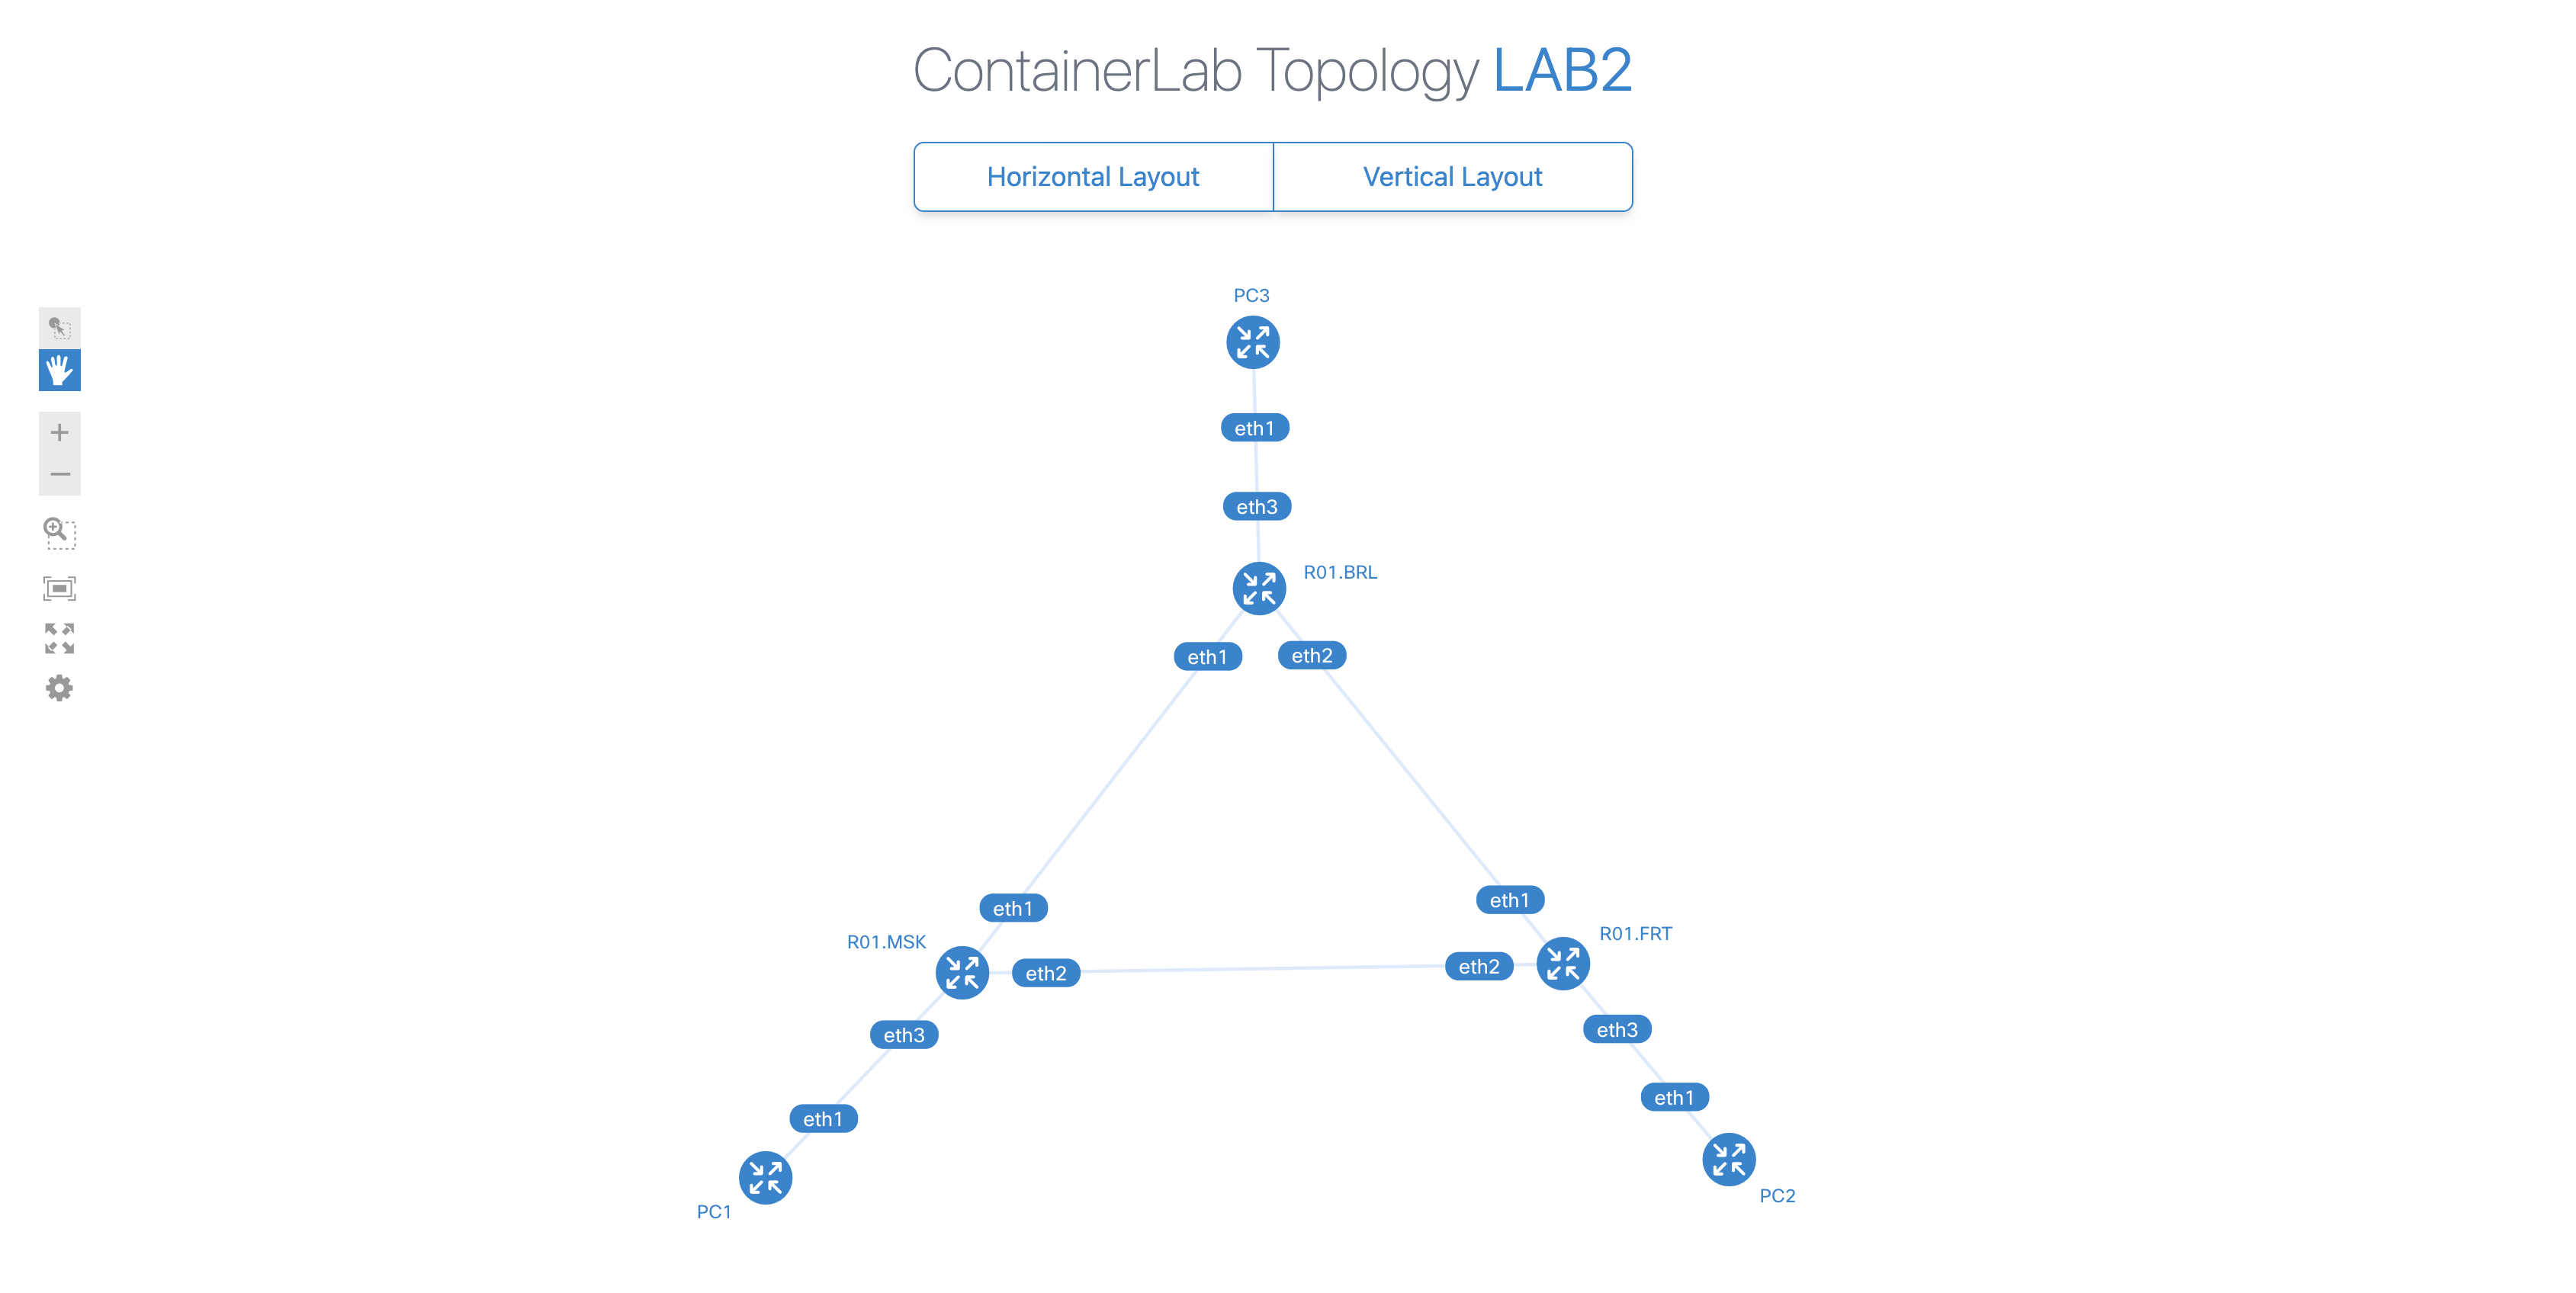 ContainerLab Topology LAB2
Horizontal Layout
Vertical Layout
PC3
eth1
eth3
R01.BRL
eth1
eth2
eth1
eth1
R01.MSK
R01.FRT
eth2
eth2
eth3
eth3
eth1
eth1
PC1
PC2